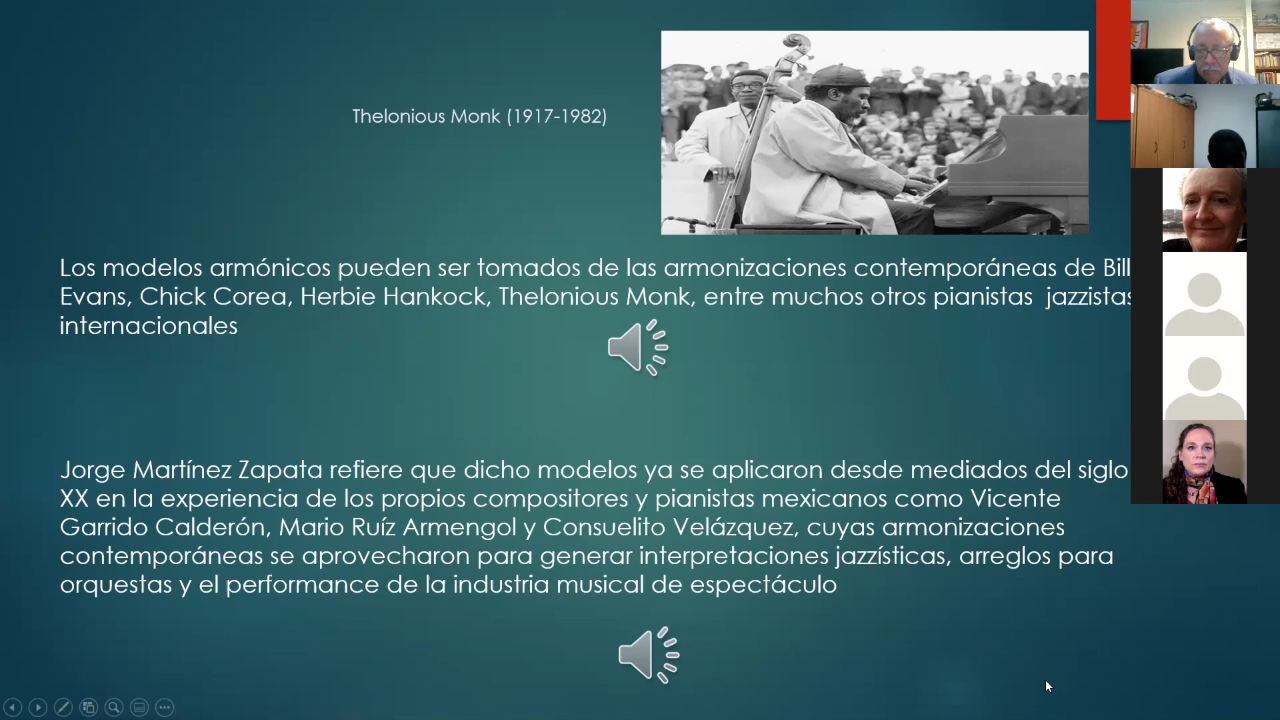 Thelonious Monk (1917-1982)
Los modelos armónicos pueden ser tomados de las armonizaciones contemporáneas de Bill
Evans, Chick Corea, Herbie Hankock, Thelonious Monk, entre muchos otros pianistas jazzistas
internacionales
Jorge Martínez Zapata refiere que dicho modelos ya se aplicaron desde mediados del siglo
XX en la experiencia de los propios compositores y pianistas mexicanos como Vicente
Garrido Calderón, Mario Ruíz Armengol y Consuelito Velázquez, cuyas armonizaciones
contemporáneas se aprovecharon para generar interpretaciones jazzísticas, arreglos para
orquestas y el performance de la industria musical de espectáculo